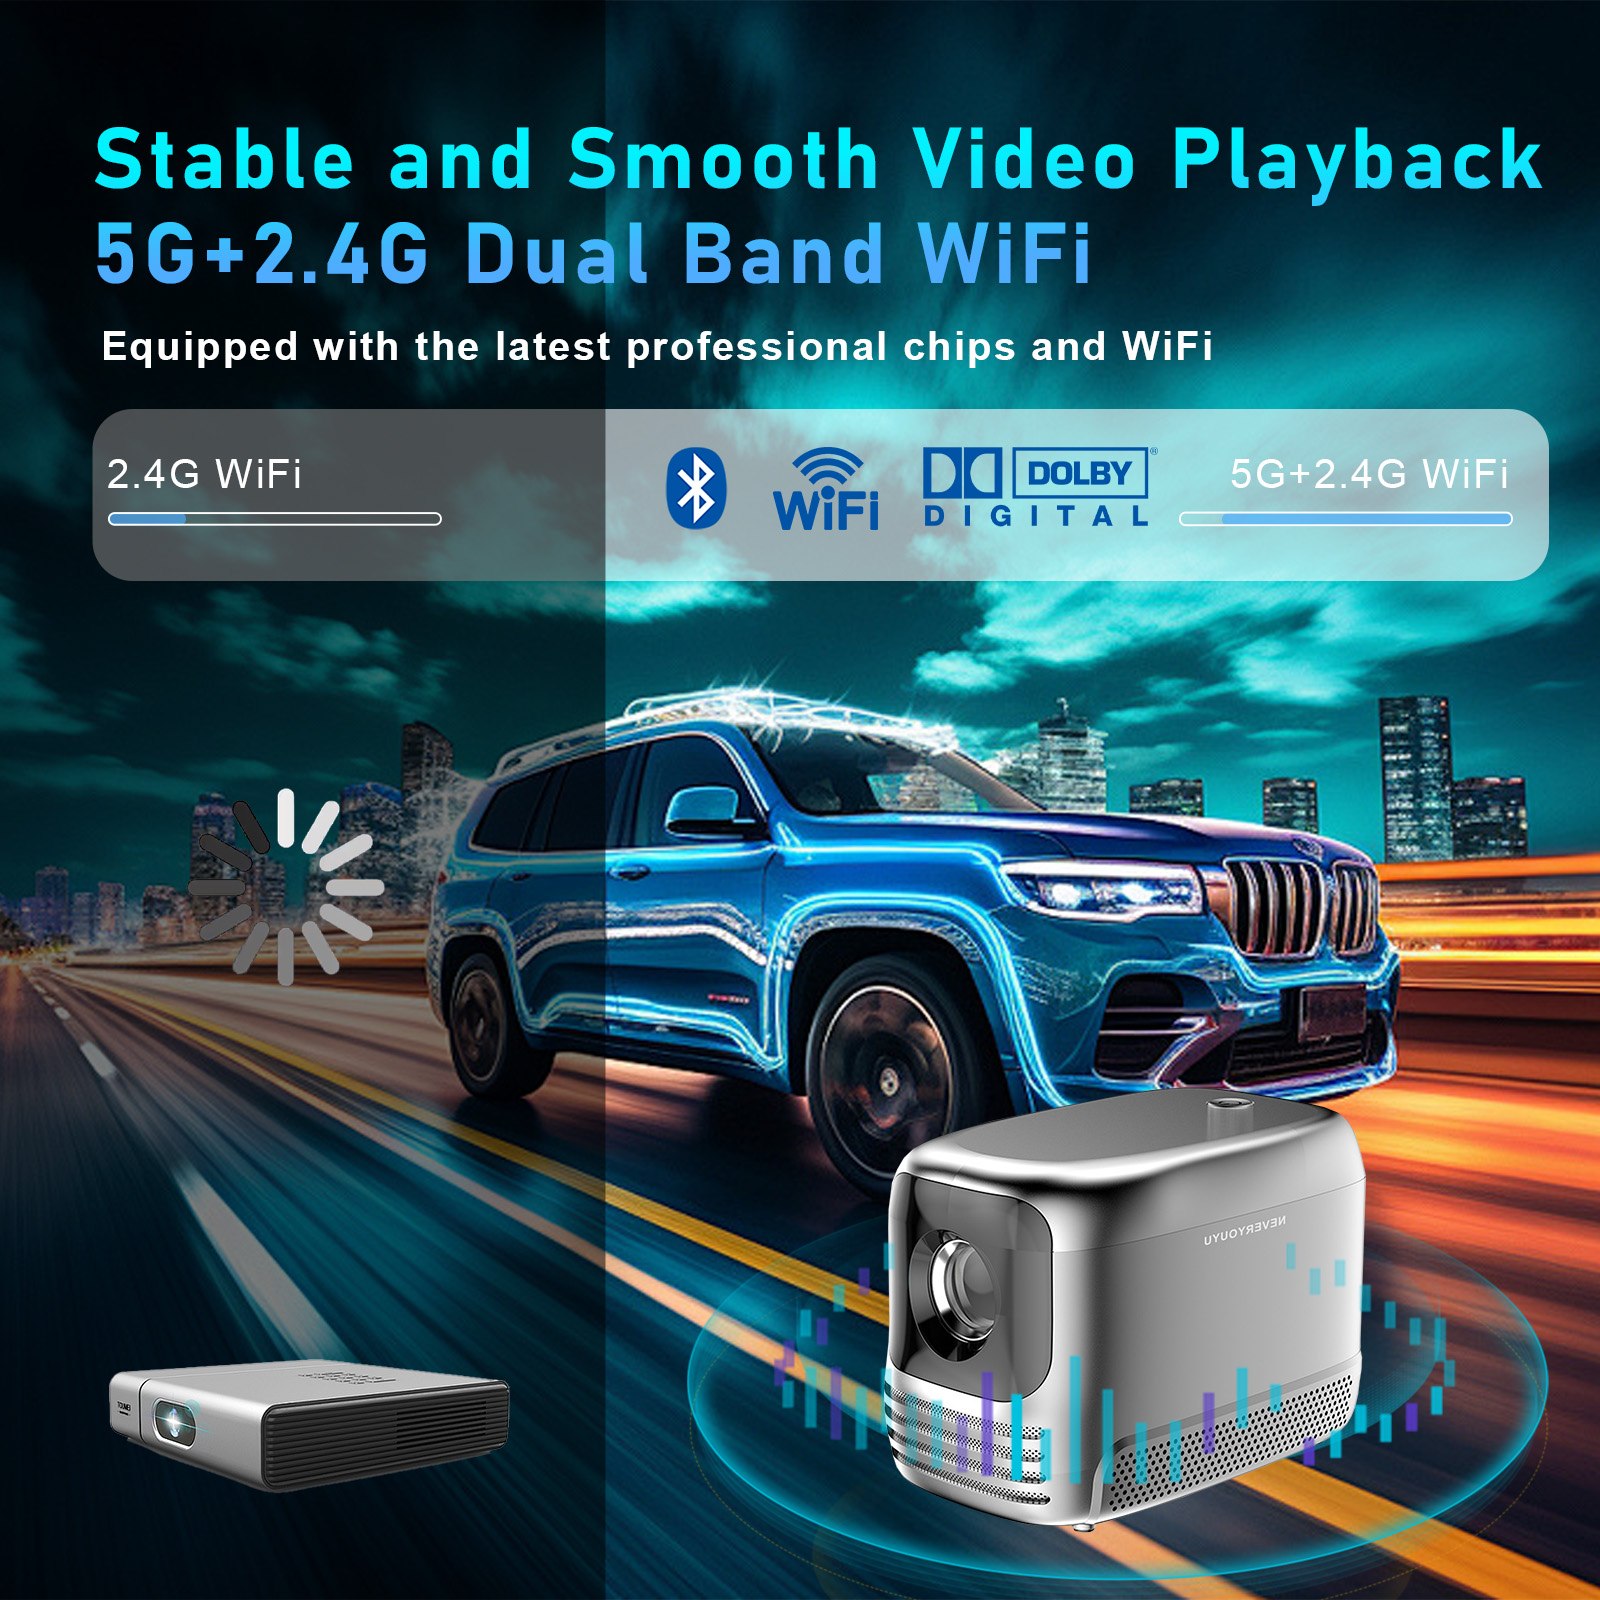 Stable and Smooth Video Playback
5G+2.4G Dual Band WiFi
Equipped with the latest professional chips and WiFi
2.4G WiFi
WiFi
DOLBY®
DIGITAL
5G+2.4G WiFi
NEVERYOUYU